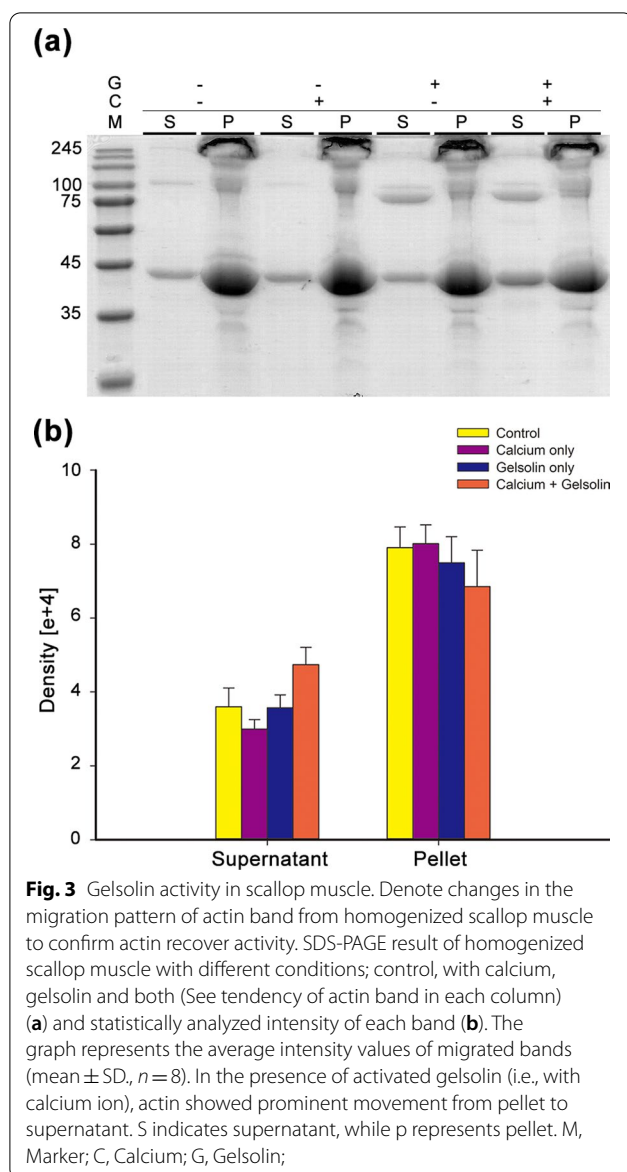 (a)
G - - + +
C - + - +
M S P S P S P S P
245
100
75
45
35
(b)
Control
Calcium only
Gelsolin only
Calcium + Gelsolin
10
8
6
4
2
0
Density [e+4]
Supernatant Pellet
Fig. 3 Gelsolin activity in scallop muscle. Denote changes in the
migration pattern of actin band from homogenized scallop muscle
to confirm actin recover activity. SDS-PAGE result of homogenized
scallop muscle with different conditions; control, with calcium,
gelsolin and both (See tendency of actin band in each column)
(a) and statistically analyzed intensity of each band (b). The
graph represents the average intensity values of migrated bands
(mean ± SD., n = 8). In the presence of activated gelsolin (i.e., with
calcium ion), actin showed prominent movement from pellet to
supernatant. S indicates supernatant, while p represents pellet. M,
Marker; C, Calcium; G, Gelsolin;